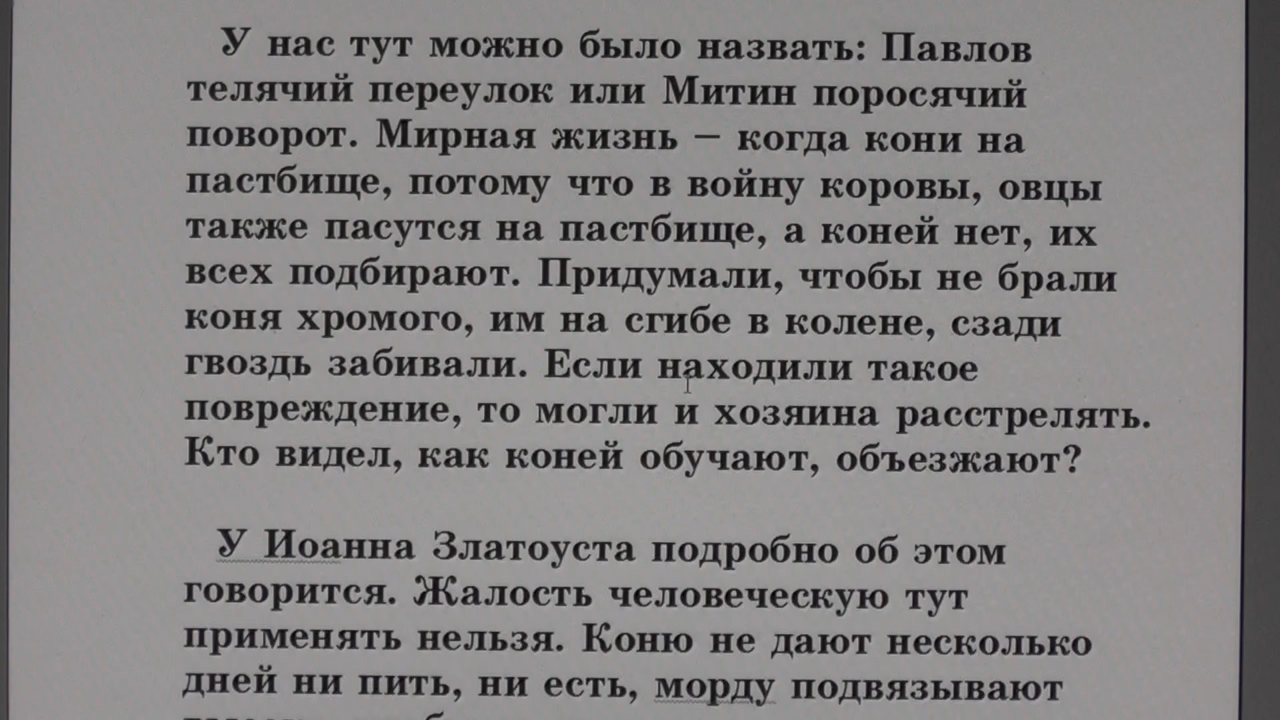 У нас тут можно было назвать: Павлов
телячий переулок или Митин поросячий
поворот. Мирная жизнь – когда кони на
пастбище, потому что в войну коровы, овцы
также пасутся на пастбище, а коней нет, их
всех подбирают. Придумали, чтобы не брали
коня хромого, им на сгибе в колене, сзади
гвоздь забивали. Если находили такое
повреждение, то могли и хозяина расстрелять.
Кто видел, как коней обучают, объезжают?
У Иоанна Златоуста подробно об этом
говорится. Жалость человеческую тут
применять нельзя. Коню не дают несколько
дней ни пить, ни есть, морду подвязывают